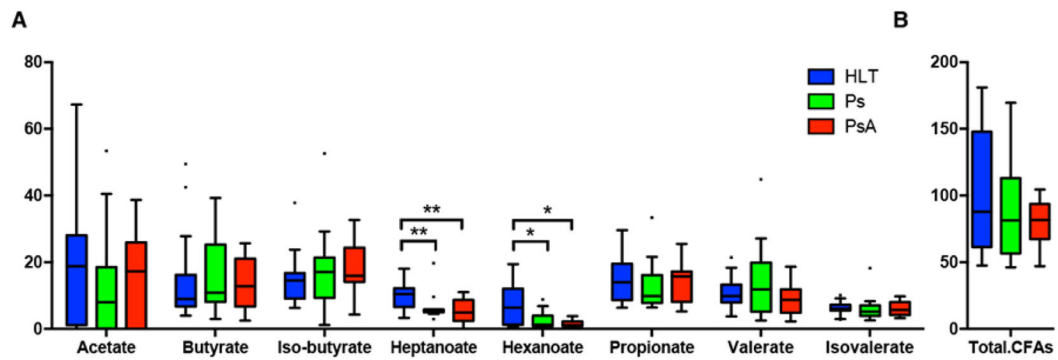 A
B
80
60
40
20
0
HLT
Ps
PsA
**
**
*
*
200
150
100
50
0
Acetate Butyrate Iso-butyrate Heptanoate Hexanoate Propionate Valerate Isovalerate
Total.CFAs